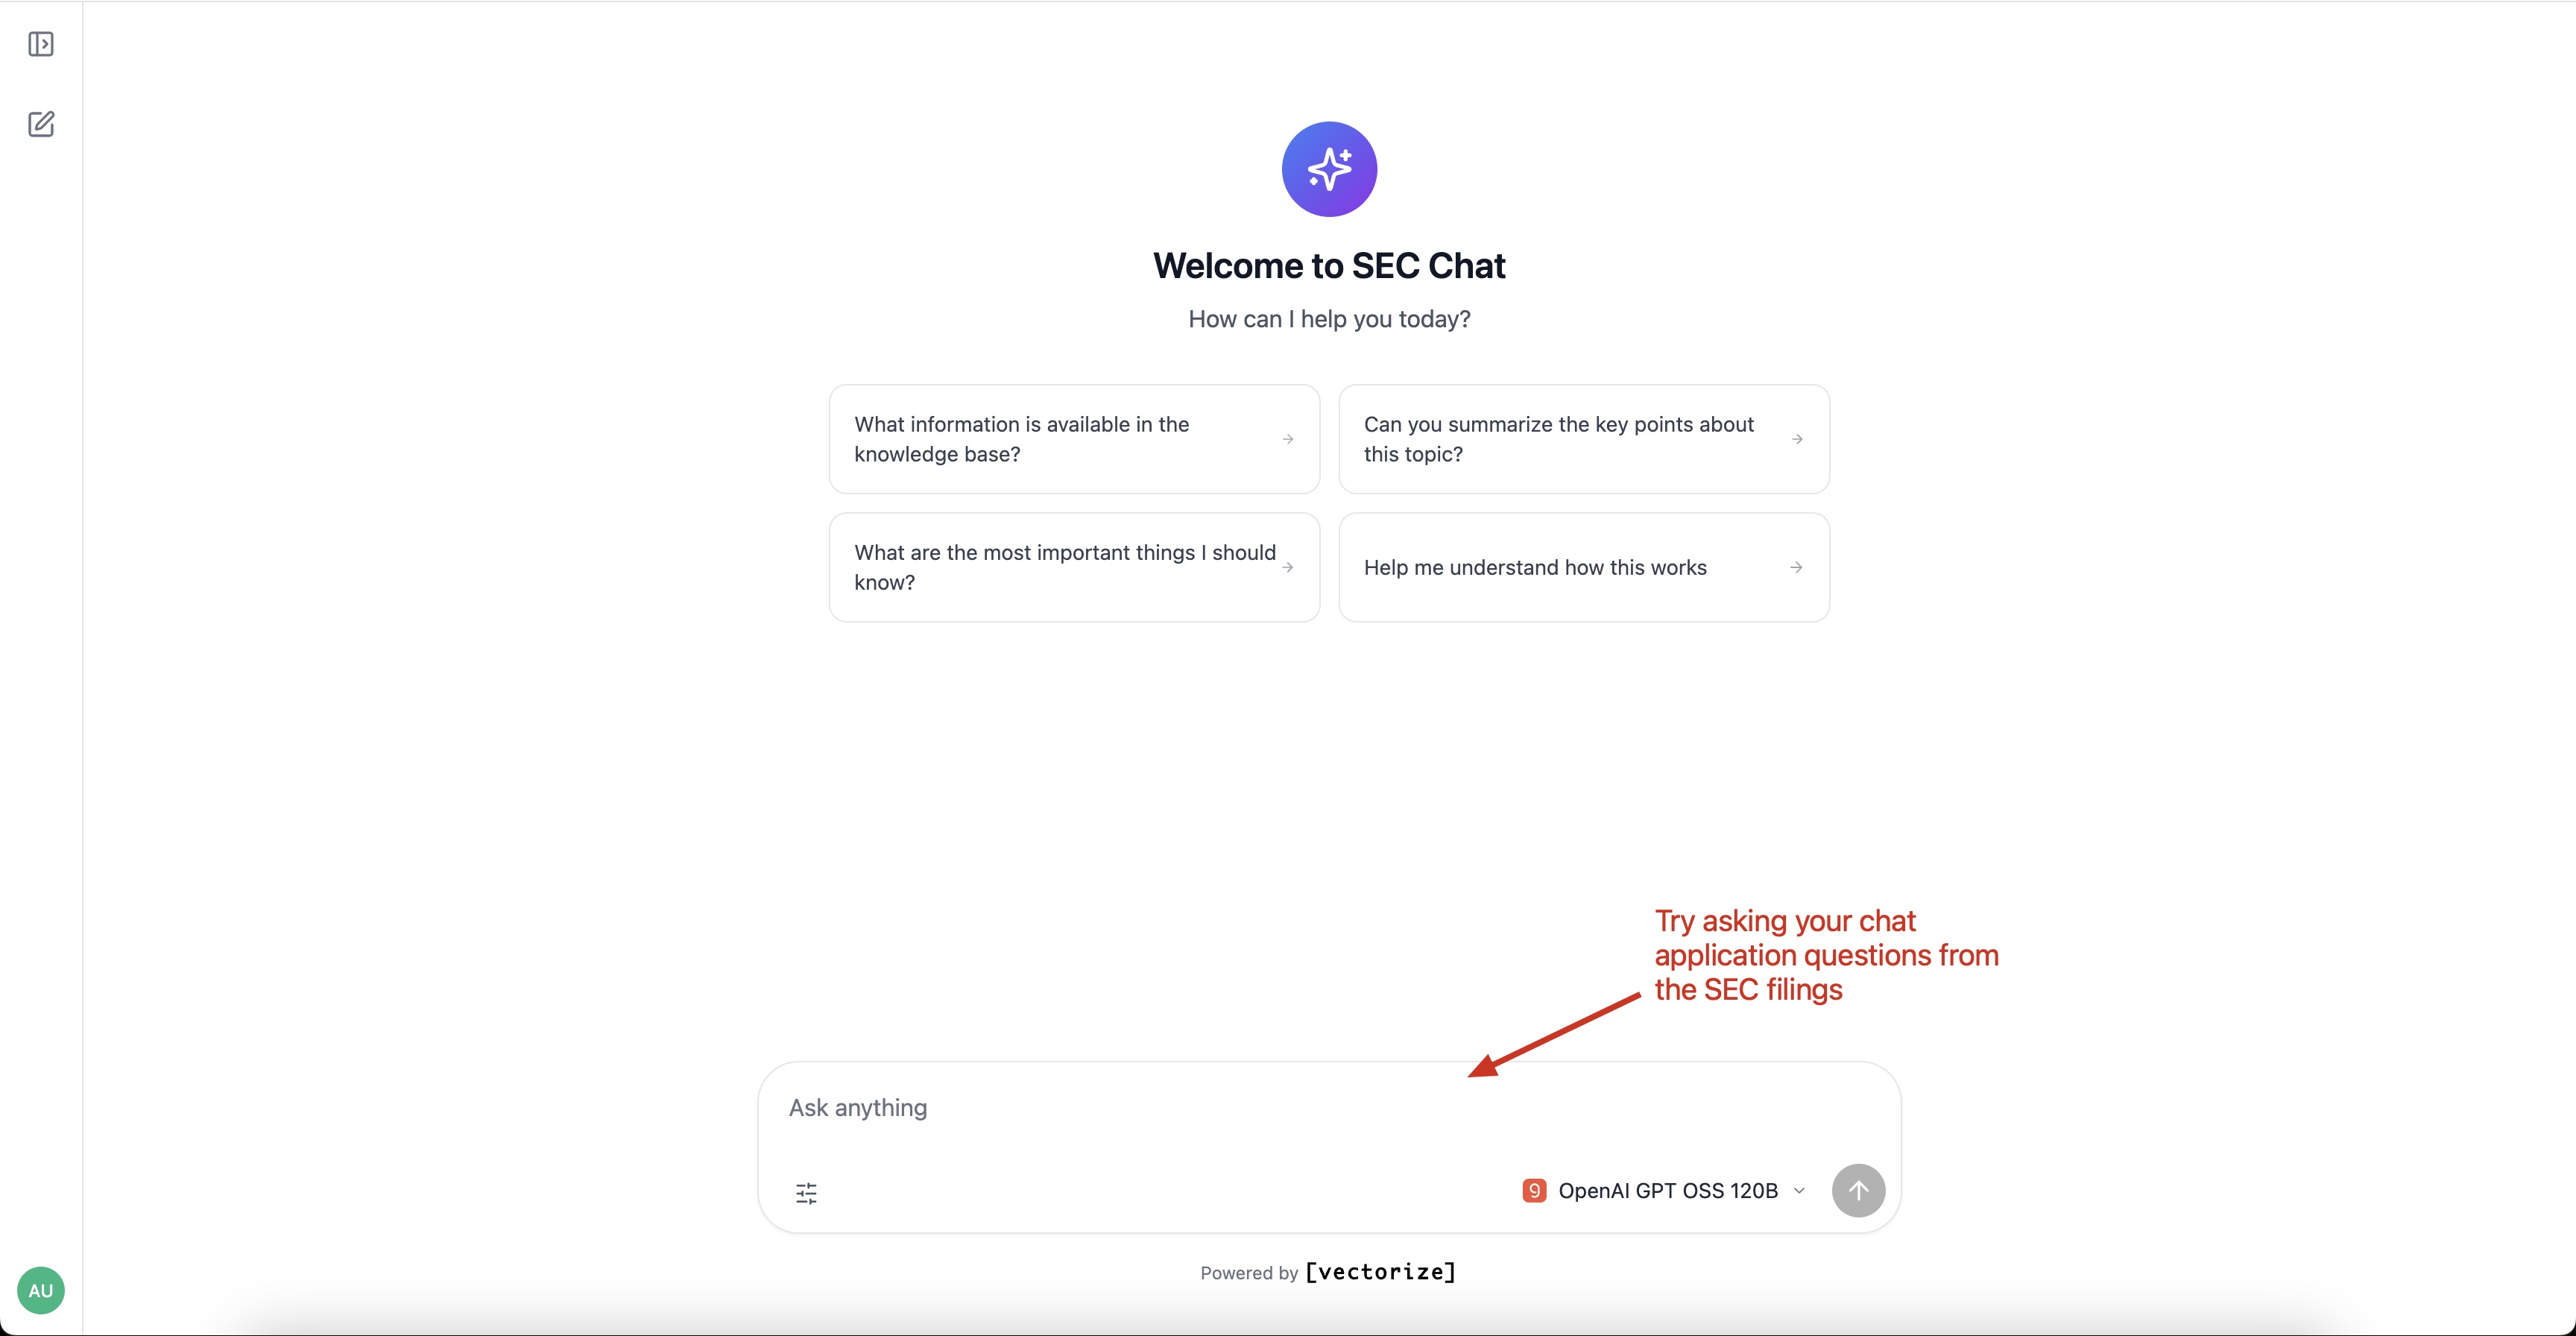 Welcome to SEC Chat
How can I help you today?
What information is available in the
knowledge base?
Can you summarize the key points about
this topic?
What are the most important things I should
know?
Help me understand how this works
Try asking your chat
application questions from
the SEC filings
Ask anything
OpenAI GPT OSS 120B
Powered by [vectorize]
AU